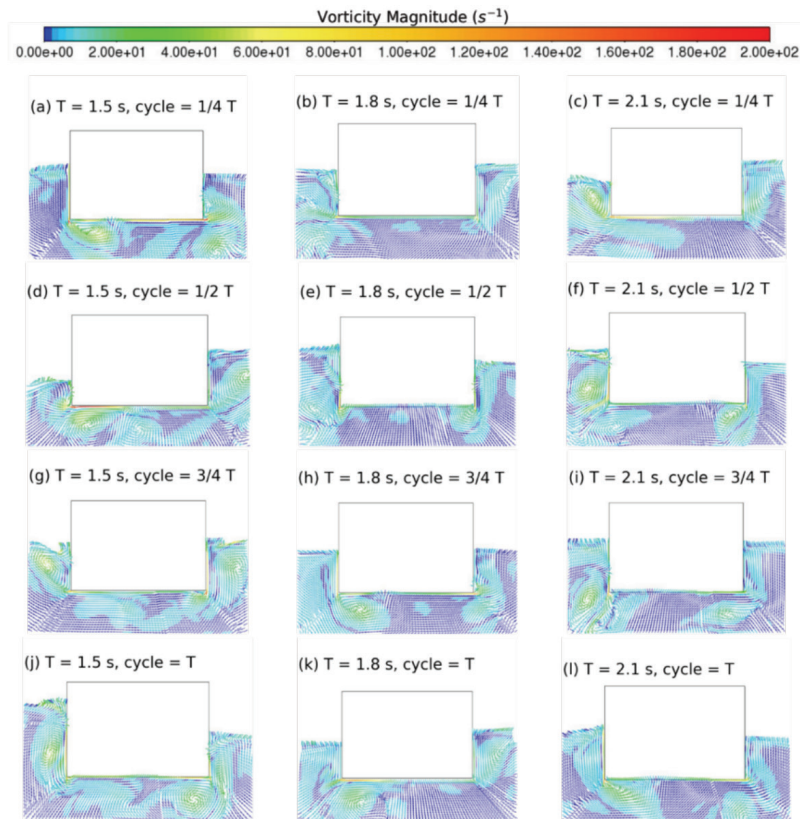 Vorticity Magnitude (s⁻¹)
0.00e+00 2.00e+01 4.00e+01 6.00e+01 8.00e+01 1.00e+02 1.20e+02 1.40e+02 1.60e+02 1.80e+02 2.00e+02
(a) T = 1.5 s, cycle = 1/4 T
(b) T = 1.8 s, cycle = 1/4 T
(c) T = 2.1 s, cycle = 1/4 T
(d) T = 1.5 s, cycle = 1/2 T
(e) T = 1.8 s, cycle = 1/2 T
(f) T = 2.1 s, cycle = 1/2 T
(g) T = 1.5 s, cycle = 3/4 T
(h) T = 1.8 s, cycle = 3/4 T
(i) T = 2.1 s, cycle = 3/4 T
(j) T = 1.5 s, cycle = T
(k) T = 1.8 s, cycle = T
(l) T = 2.1 s, cycle = T